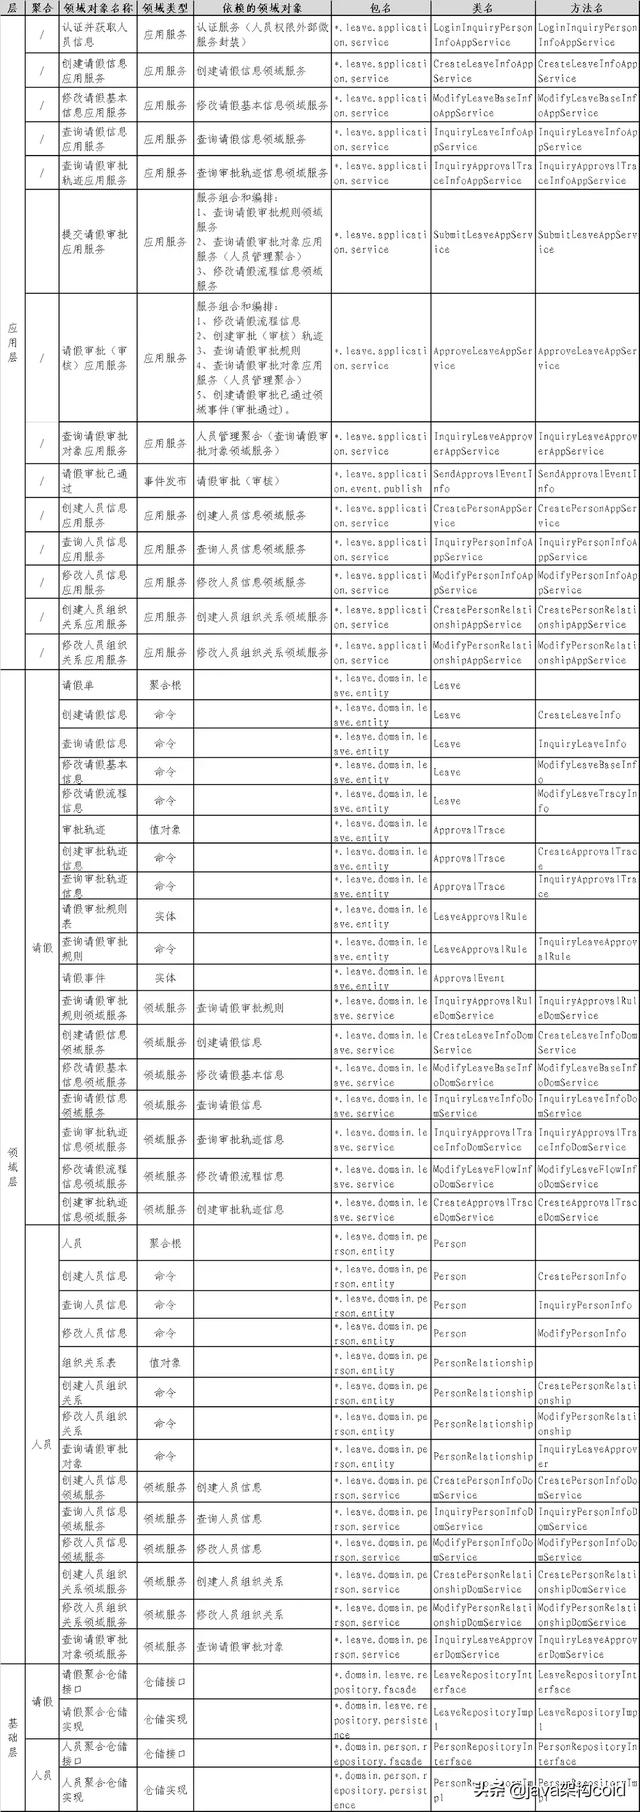 层 聚合 领域对象名称 领域类型 依赖的领域对象 包名 类名 方法名
应用层
/ 认证并获取人员信息 应用服务 认证服务（人员权限外部微服务封装） *.leave.application.service LoginInquiryPersonInfoAppService LoginInquiryPersonInfoAppService
/ 创建请假信息应用服务 应用服务 创建请假信息领域服务 *.leave.application.service CreateLeaveInfoAppService CreateLeaveInfoAppService
/ 修改请假基本信息应用服务 应用服务 修改请假基本信息领域服务 *.leave.application.service ModifyLeaveBaseInfoAppService ModifyLeaveBaseInfoAppService
/ 查询请假信息应用服务 应用服务 查询请假信息领域服务 *.leave.application.service InquiryLeaveInfoAppService InquiryLeaveInfoAppService
/ 查询请假审批轨迹应用服务 应用服务 查询审批轨迹信息领域服务 *.leave.application.service InquiryApprovalTraceInfoAppService InquiryApprovalTraceInfoAppService
/ 提交请假审批应用服务 应用服务 服务组合和编排:
1、查询请假审批规则领域服务
2、查询请假审批对象应用服务（人员管理聚合）
3、修改请假流程信息领域服务
*.leave.application.service SubmitLeaveAppService SubmitLeaveAppService
/ 请假审批（审核）应用服务 应用服务 服务组合和编排:
1、修改请假流程信息
2、创建审批（审核）轨迹
3、查询请假审批规则
4、查询请假审批对象应用服务（人员管理聚合）
5、创建请假审批已通过领域事件(审批通过)。
*.leave.application.service ApproveLeaveAppService ApproveLeaveAppService
/ 查询请假审批对象应用服务 应用服务 人员管理聚合（查询请假审批对象领域服务） *.leave.application.service InquiryLeaveApproverAppService InquiryLeaveApproverAppService
/ 请假审批已通过 事件发布 请假审批（审核） *.leave.application.event.publish SendApprovalEventInfo SendApprovalEventInfo
/ 创建人员信息应用服务 应用服务 创建人员信息领域服务 *.leave.application.service CreatePersonAppService CreatePersonAppService
/ 查询人员信息应用服务 应用服务 查询人员信息领域服务 *.leave.application.service InquiryPersonInfoAppService InquiryPersonInfoAppService
/ 修改人员信息应用服务 应用服务 修改人员信息领域服务 *.leave.application.service ModifyPersonInfoAppService ModifyPersonInfoAppService
/ 创建人员组织关系应用服务 应用服务 创建人员组织关系领域服务 *.leave.application.service CreatePersonRelationshipAppService CreatePersonRelationshipAppService
/ 修改人员组织关系应用服务 应用服务 修改人员组织关系领域服务 *.leave.application.service ModifyPersonRelationshipAppService ModifyPersonRelationshipAppService
领域层
请假
请假单 聚合根 *.leave.domain.leave.entity Leave
创建请假信息 命令 *.leave.domain.leave.entity Leave CreateLeaveInfo
查询请假信息 命令 *.leave.domain.leave.entity Leave InquiryLeaveInfo
修改请假基本信息 命令 *.leave.domain.leave.entity Leave ModifyLeaveBaseInfo
修改请假流程信息 命令 *.leave.domain.leave.entity Leave ModifyLeaveTracyInfo
审批轨迹 值对象 *.leave.domain.leave.entity ApprovalTrace
创建审批轨迹信息 命令 *.leave.domain.leave.entity ApprovalTrace CreateApprovalTrace
查询审批轨迹信息 命令 *.leave.domain.leave.entity ApprovalTrace InquiryApprovalTrace
请假审批规则表 实体 *.leave.domain.leave.entity LeaveApprovalRule
查询请假审批规则 命令 *.leave.domain.leave.entity LeaveApprovalRule InquiryLeaveApprovalRule
请假事件 实体 *.leave.domain.leave.entity ApprovalEvent
查询请假审批规则领域服务 领域服务 查询请假审批规则 *.leave.domain.leave.service InquiryApprovalRuleDomService InquiryApprovalRuleDomService
创建请假信息领域服务 领域服务 创建请假信息 *.leave.domain.leave.service CreateLeaveInfoDomService CreateLeaveInfoDomService
修改请假基本信息领域服务 领域服务 修改请假基本信息 *.leave.domain.leave.service ModifyLeaveBaseInfoDomService ModifyLeaveBaseInfoDomService
查询请假信息领域服务 领域服务 查询请假信息 *.leave.domain.leave.service InquiryLeaveInfoDomService InquiryLeaveInfoDomService
查询审批轨迹信息领域服务 领域服务 查询审批轨迹信息 *.leave.domain.leave.service InquiryApprovalTraceInfoDomService InquiryApprovalTraceInfoDomService
修改请假流程信息领域服务 领域服务 修改请假流程信息 *.leave.domain.leave.service ModifyLeaveFlowInfoDomService ModifyLeaveFlowInfoDomService
创建审批轨迹信息领域服务 领域服务 创建审批轨迹信息 *.leave.domain.leave.service CreateApprovalTraceDomService CreateApprovalTraceDomService
人员
人员 聚合根 *.leave.domain.person.entity Person
创建人员信息 命令 *.leave.domain.person.entity Person CreatePersonInfo
查询人员信息 命令 *.leave.domain.person.entity Person InquiryPersonInfo
修改人员信息 命令 *.leave.domain.person.entity Person ModifyPersonInfo
组织关系表 值对象 *.leave.domain.person.entity PersonRelationship
创建人员组织关系 命令 *.leave.domain.person.entity PersonRelationship CreatePersonRelationship
修改人员组织关系 命令 *.leave.domain.person.entity PersonRelationship ModifyPersonRelationship
查询请假审批对象 命令 *.leave.domain.person.entity PersonRelationship InquiryLeaveApprover
创建人员信息领域服务 领域服务 创建人员信息 *.leave.domain.person.service CreatePersonInfoDomService CreatePersonInfoDomService
查询人员信息领域服务 领域服务 查询人员信息 *.leave.domain.person.service InquiryPersonInfoDomService InquiryPersonInfoDomService
修改人员信息领域服务 领域服务 修改人员信息 *.leave.domain.person.service ModifyPersonInfoDomService ModifyPersonInfoDomService
创建人员组织关系领域服务 领域服务 创建人员组织关系 *.leave.domain.person.service CreatePersonRelationshipDomService CreatePersonRelationshipDomService
修改人员组织关系领域服务 领域服务 修改人员组织关系 *.leave.domain.person.service ModifyPersonRelationshipDomService ModifyPersonRelationshipDomService
查询请假审批对象领域服务 领域服务 查询请假审批对象 *.leave.domain.person.service InquiryLeaveApproverDomService InquiryLeaveApproverDomService
基础层
请假
请假聚合仓储接口 仓储接口 *.domain.leave.repository.facade LeaveRepositoryInterface LeaveRepositoryInterface
请假聚合仓储实现 仓储实现 *.domain.leave.repository.persistence LeaveRepositoryImpl LeaveRepositoryImpl
人员
人员聚合仓储接口 仓储接口 *.domain.person.repository.facade PersonRepositoryInterface PersonRepositoryInterface
人员聚合仓储实现 仓储实现 *.domain.person.repository.persistence PersonRepositoryImpl PersonRepositoryImpl
头条@java架构coid